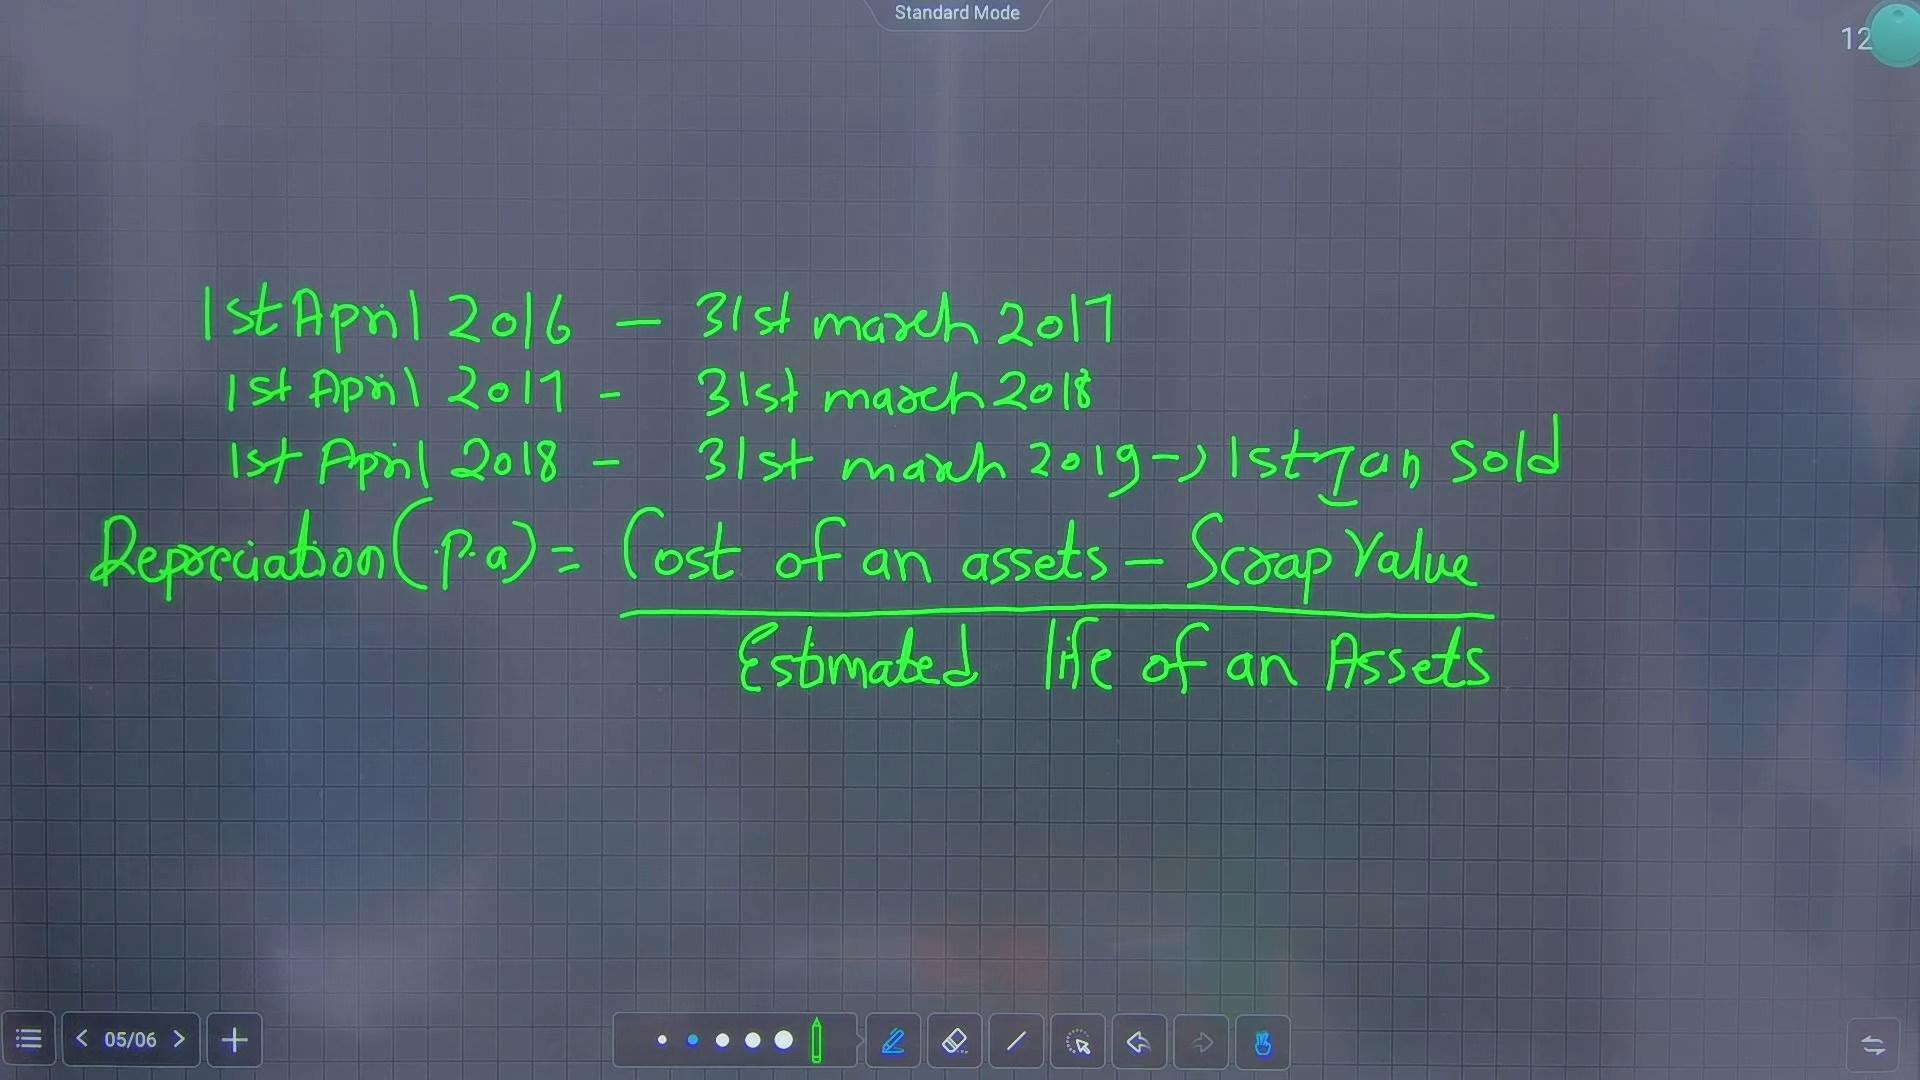 Standard Mode
12
1st April 2016 – 31st march 2017
1st April 2017 – 31st march 2018
1st April 2018 – 31st march 2019 → 1st Jan sold
Depreciation (p.a) = Cost of an assets – Scrap Value
Estimated life of an Assets
05/06